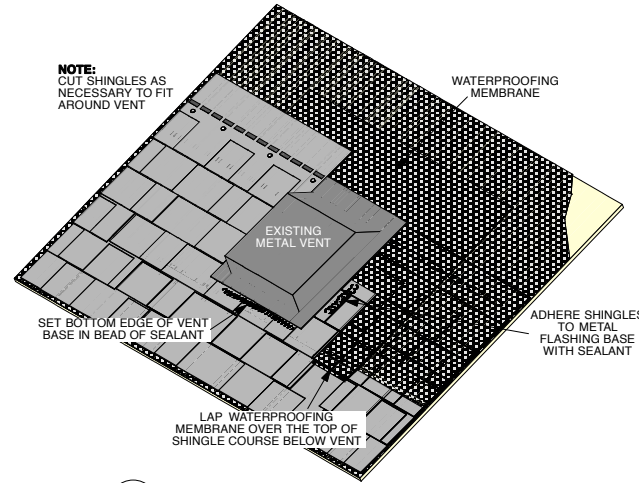 NOTE:
CUT SHINGLES AS
NECESSARY TO FIT
AROUND VENT
WATERPROOFING
MEMBRANE
EXISTING
METAL VENT
SET BOTTOM EDGE OF VENT
BASE IN BEAD OF SEALANT
ADHERE SHINGLES
TO METAL
FLASHING BASE
WITH SEALANT
LAP WATERPROOFING
MEMBRANE OVER THE TOP OF
SHINGLE COURSE BELOW VENT